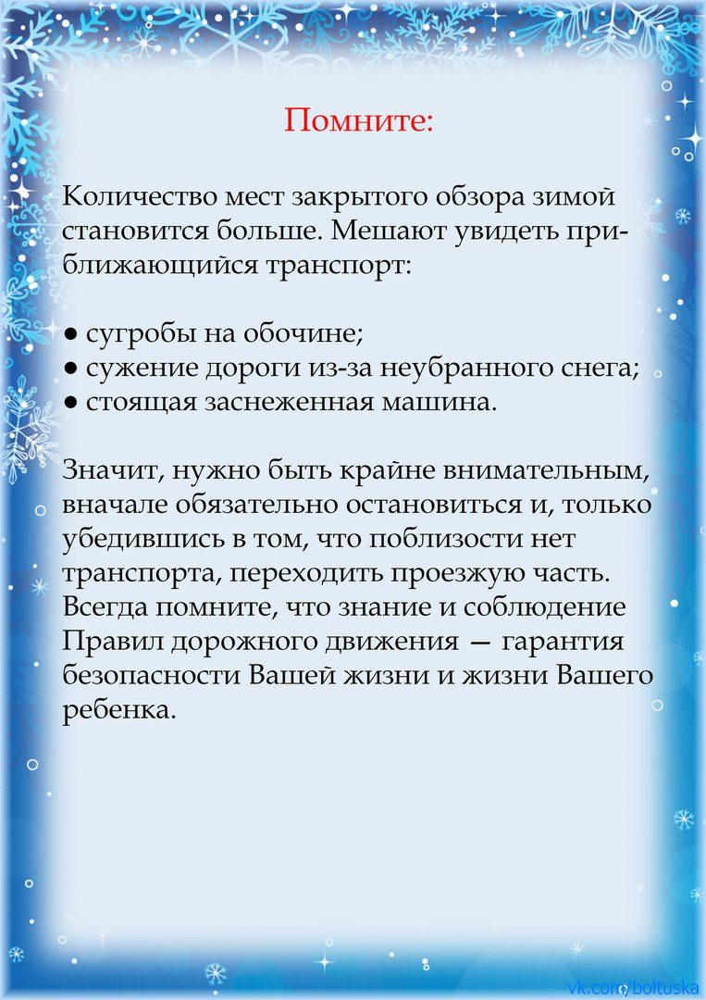 Помните:
Количество мест закрытого обзора зимой
становится больше. Мешают увидеть при-
ближающийся транспорт:
● сугробы на обочине;
● сужение дороги из-за неубранного снега;
● стоящая заснеженная машина.
Значит, нужно быть крайне внимательным,
вначале обязательно остановиться и, только
убедившись в том, что поблизости нет
транспорта, переходить проезжую часть.
Всегда помните, что знание и соблюдение
Правил дорожного движения — гарантия
безопасности Вашей жизни и жизни Вашего
ребенка.
vk.com/boltuska